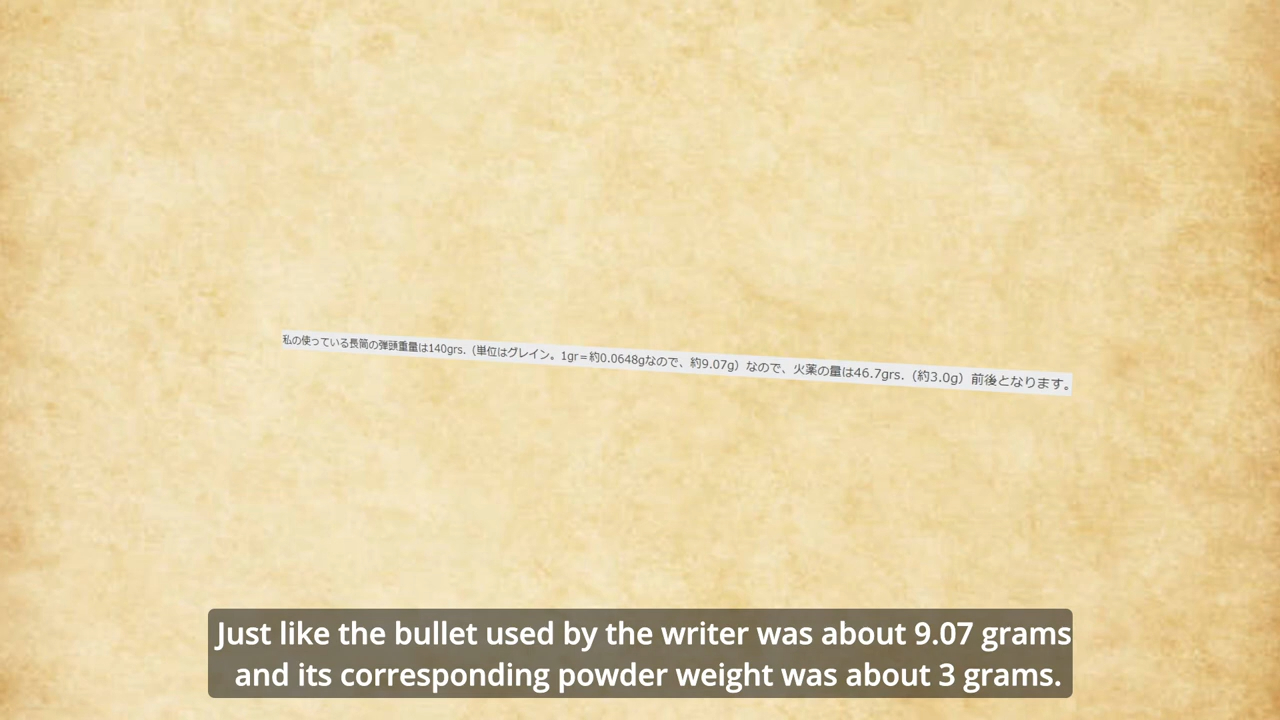 私の使っている長筒の弾頭重量は140grs.（単位はグレイン。1gr＝約0.0648gなので、約9.07g）なので、火薬の量は46.7grs.（約3.0g）前後となります。
Just like the bullet used by the writer was about 9.07 grams
and its corresponding powder weight was about 3 grams.